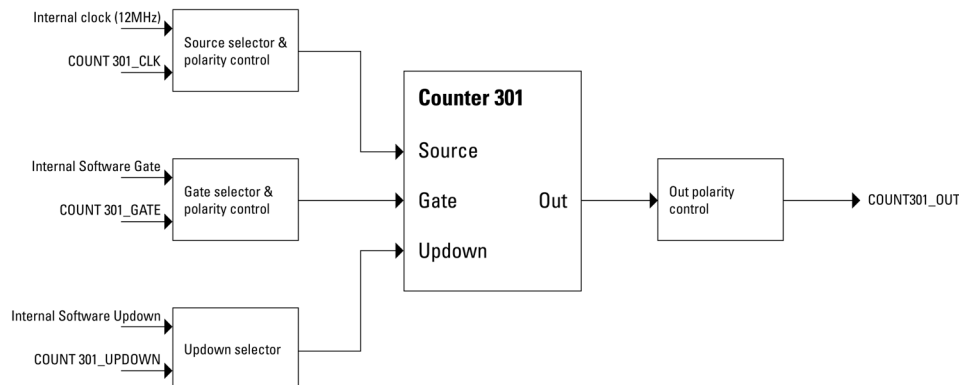 Internal clock (12MHz)
COUNT 301_CLK
Source selector &
polarity control
Counter 301
Source
Gate
Updown
Out
Internal Software Gate
COUNT 301_GATE
Gate selector &
polarity control
Out polarity
control
COUNT301_OUT
Internal Software Updown
COUNT 301_UPDOWN
Updown selector